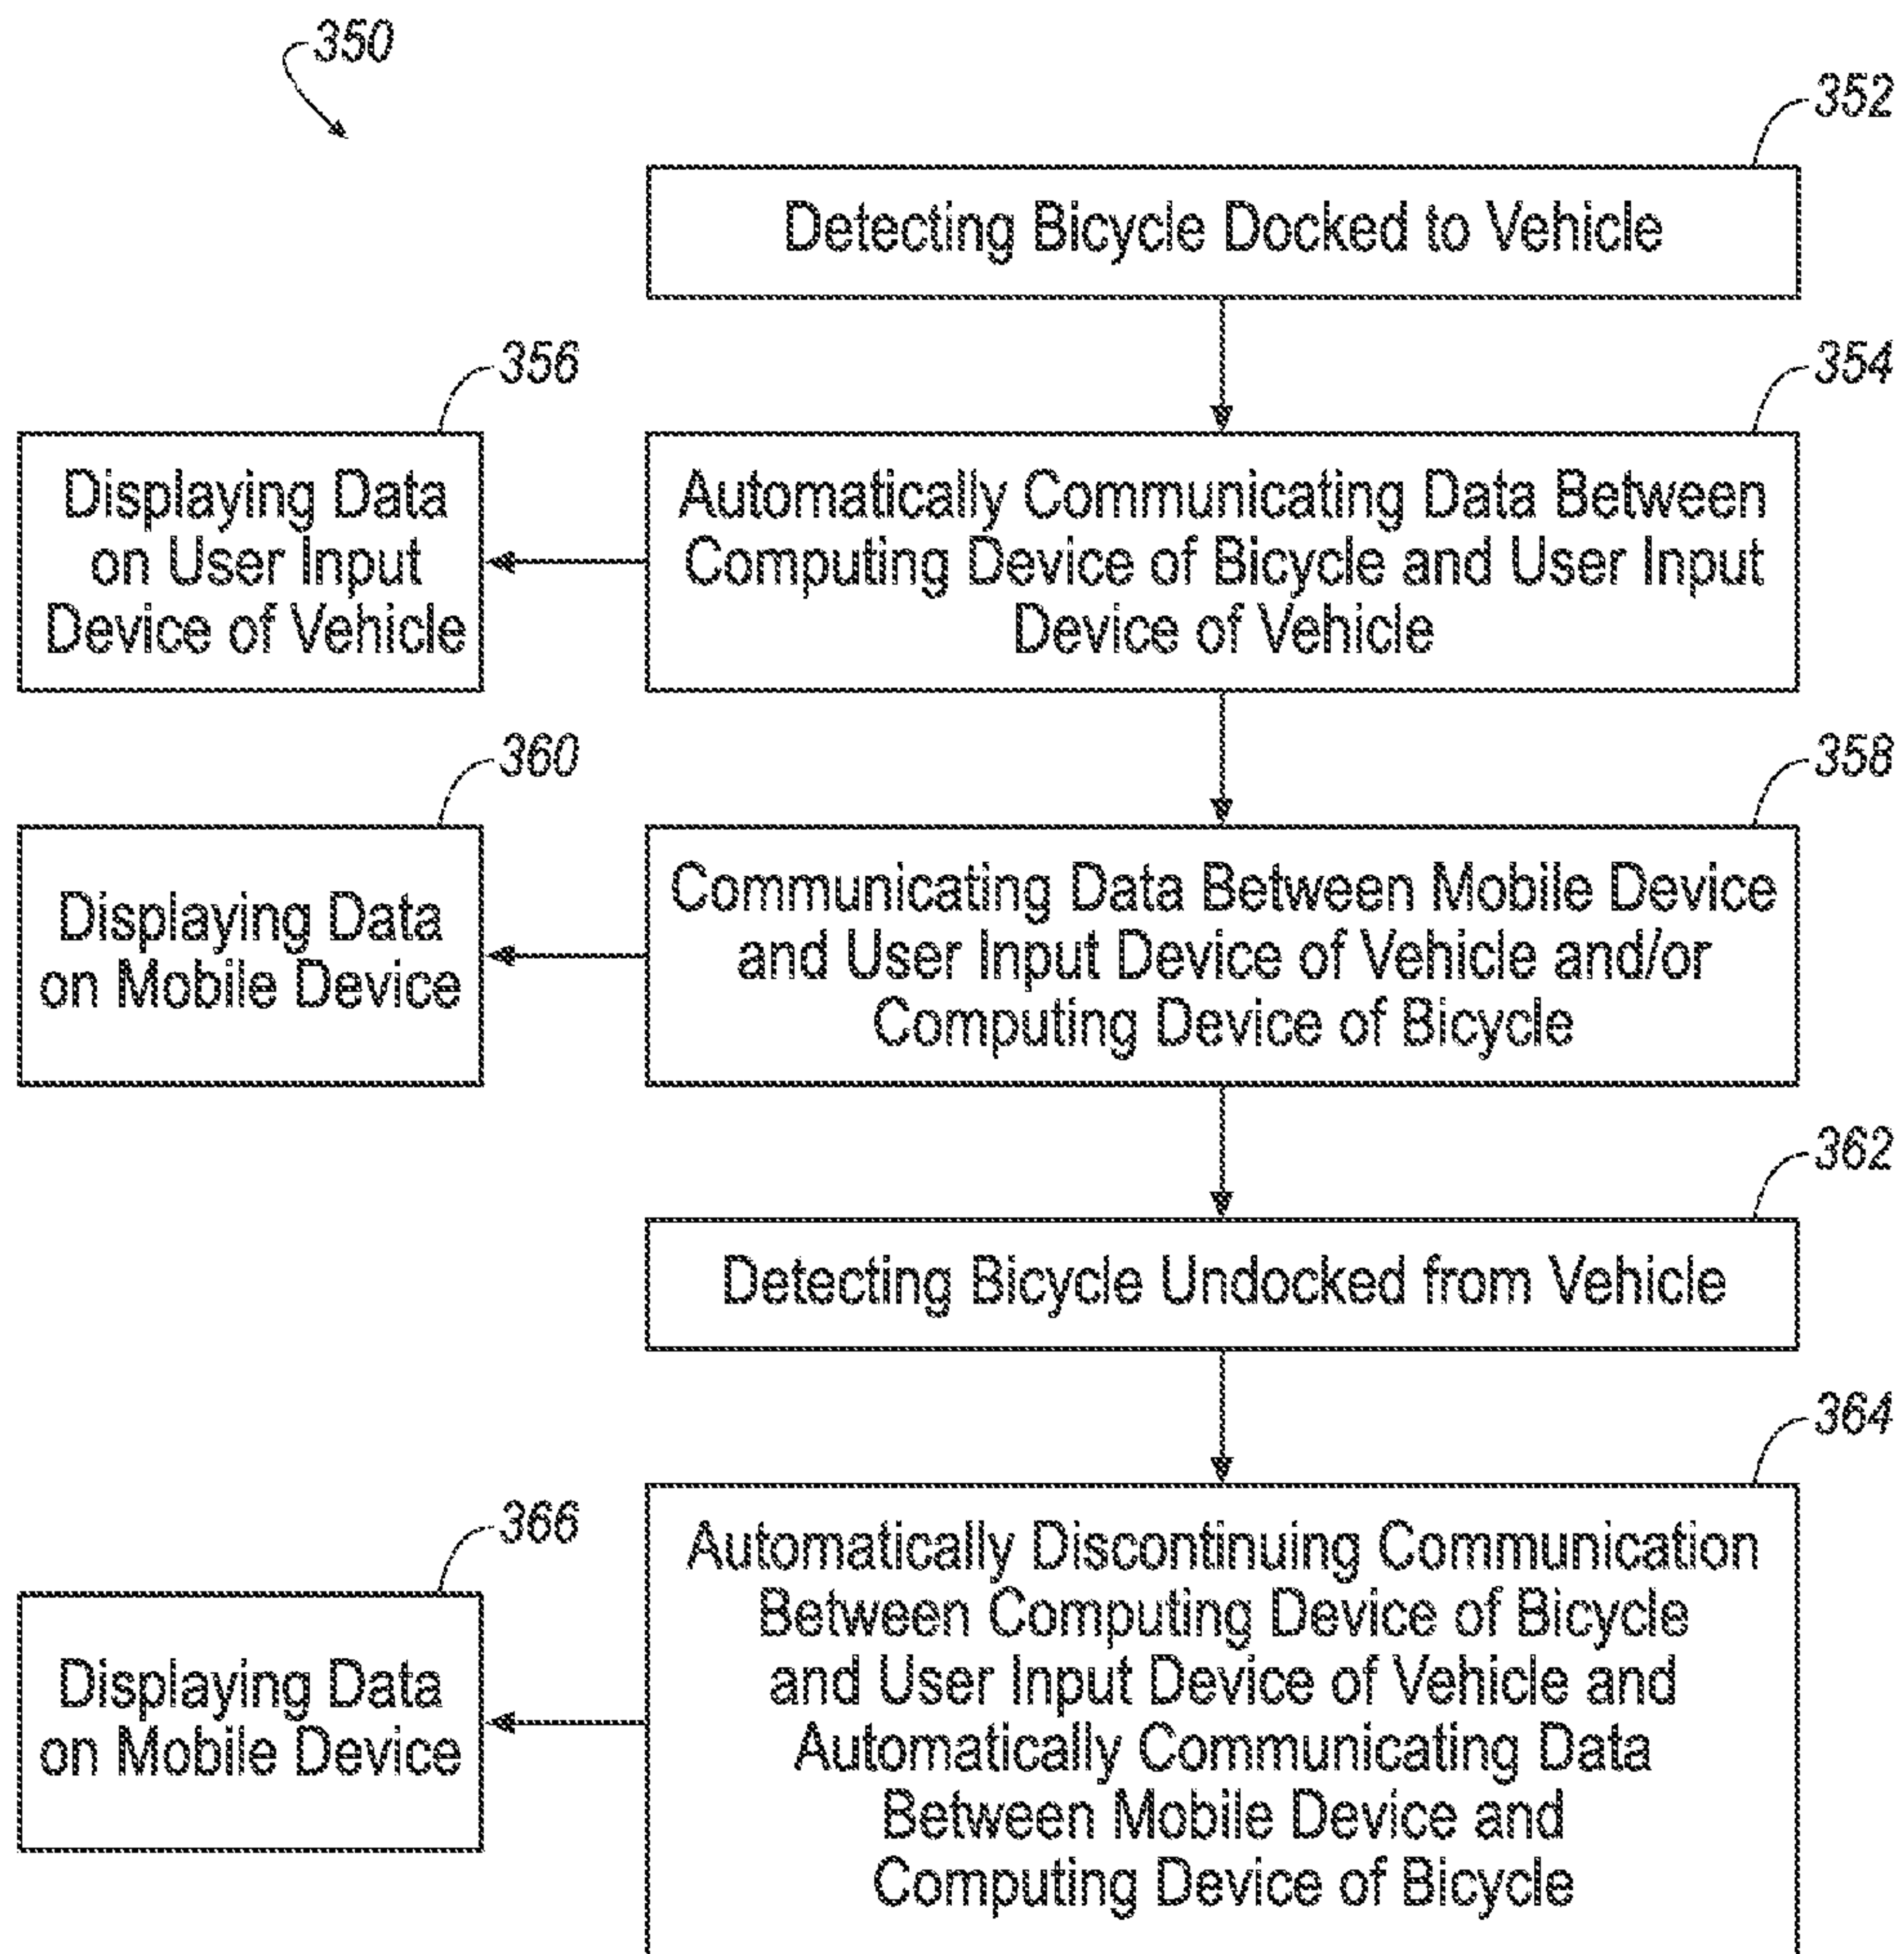 350
352
Detecting Bicycle Docked to Vehicle
354
Automatically Communicating Data Between
Computing Device of Bicycle and User Input
Device of Vehicle
356
Displaying Data
on User Input
Device of Vehicle
358
Communicating Data Between Mobile Device
and User Input Device of Vehicle and/or
Computing Device of Bicycle
360
Displaying Data
on Mobile Device
362
Detecting Bicycle Undocked from Vehicle
364
Automatically Discontinuing Communication
Between Computing Device of Bicycle
and User Input Device of Vehicle and
Automatically Communicating Data
Between Mobile Device and
Computing Device of Bicycle
366
Displaying Data
on Mobile Device